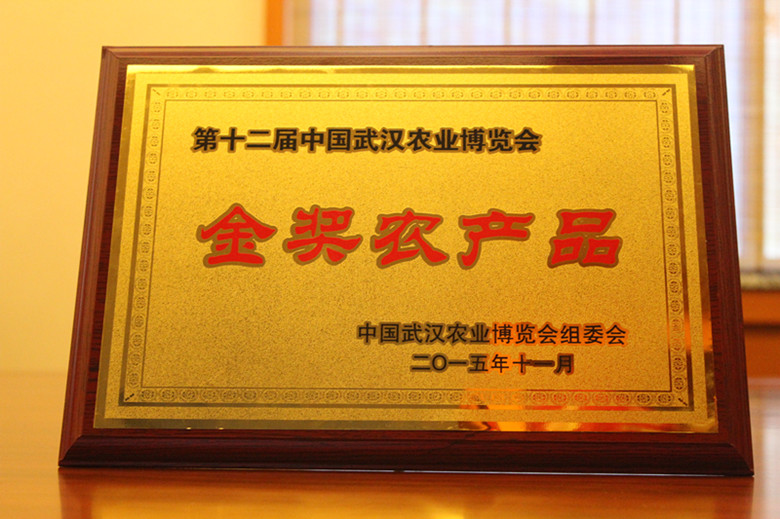 第十二届中国武汉农业博览会
金奖农产品
中国武汉农业博览会组委会
二〇一五年十一月